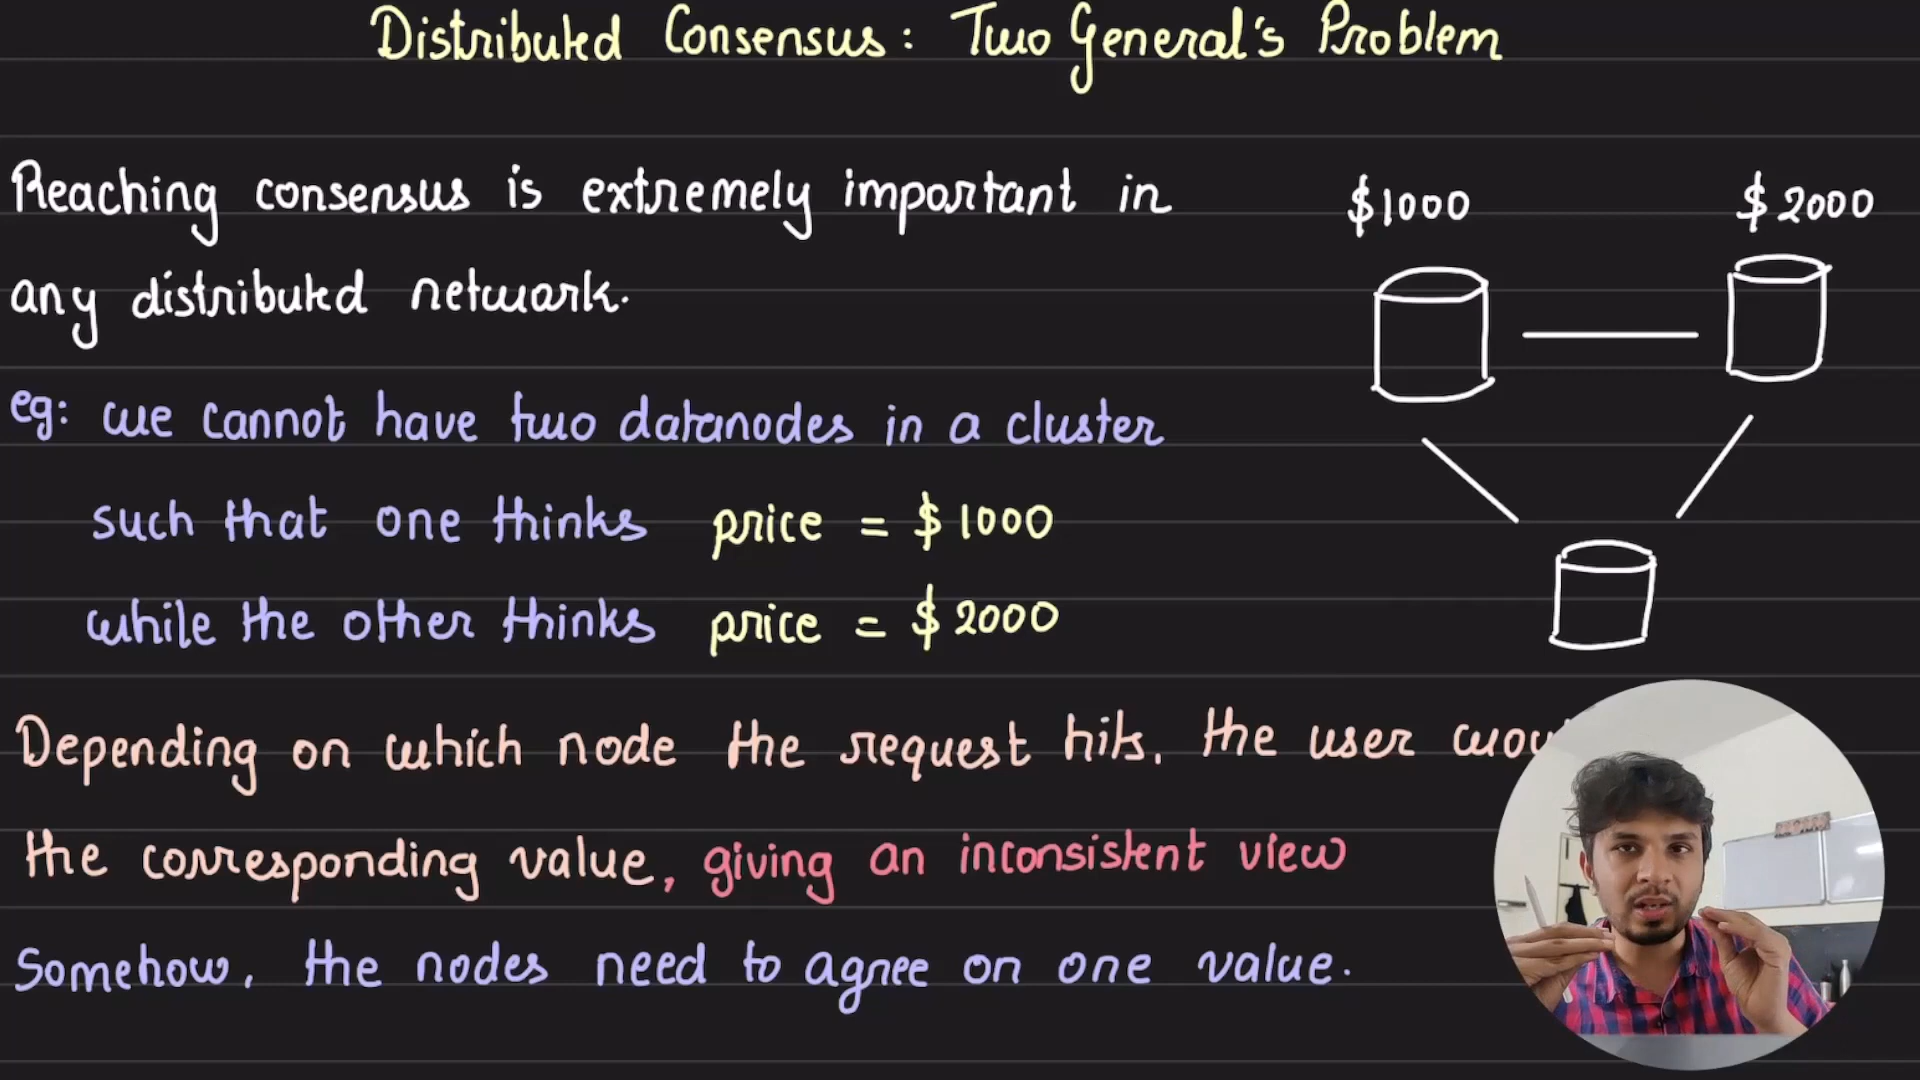 Distributed Consensus: Two General's Problem
Reaching consensus is extremely important in
any distributed network.
$1000
$2000
eg: we cannot have two datanodes in a cluster
such that one thinks price = $1000
while the other thinks price = $2000
Depending on which node the request hits, the user
the corresponding value, giving an inconsistent view
Somehow, the nodes need to agree on one value.